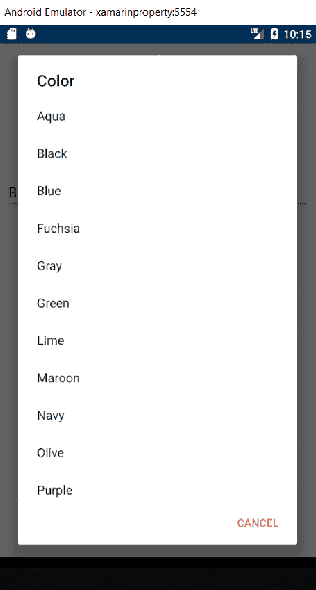 Android Emulator - xamarinproperty:5554
LTE 10:15
Color
Aqua
Black
B
Blue
Fuchsia
Gray
Green
Lime
Maroon
Navy
Olive
Purple
CANCEL